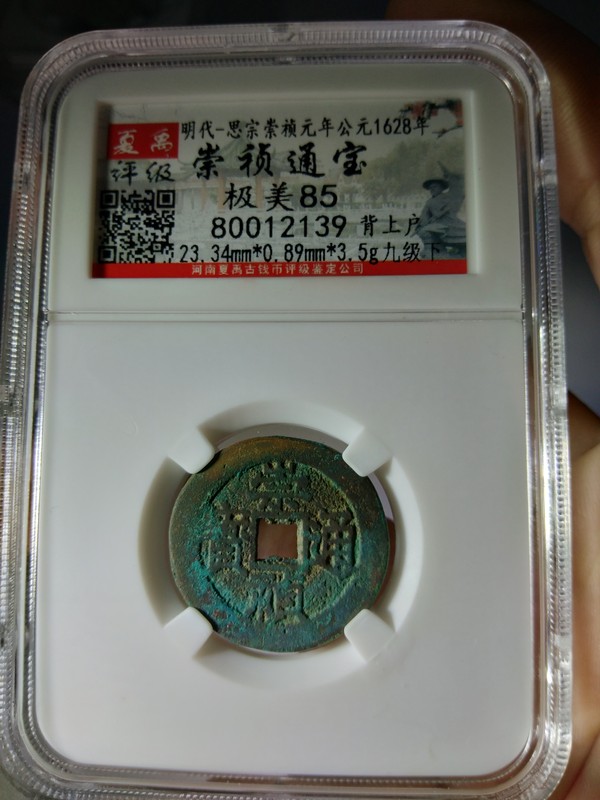 夏禹
评级
明代-思宗崇祯元年公元1628年
崇祯通宝
极美85
80012139 背上户
23.34mm*0.89mm*3.5g九级下
河南夏禹古钱币评级鉴定公司
崇禎通寳